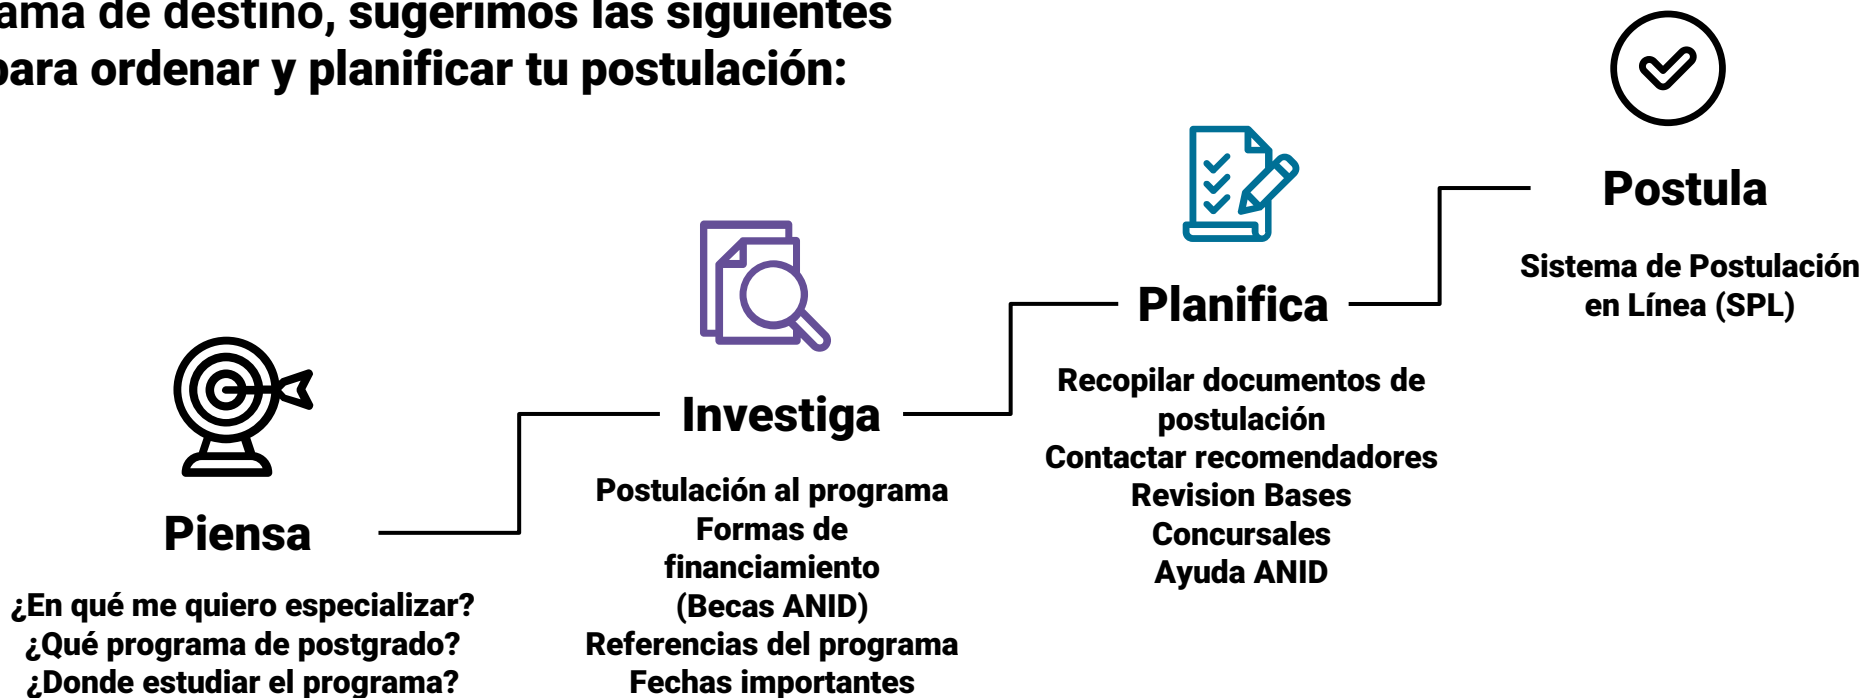 ama de destino, sugerimos las siguientes
para ordenar y planificar tu postulación:
Piensa
¿En qué me quiero especializar?
¿Qué programa de postgrado?
¿Donde estudiar el programa?
Investiga
Postulación al programa
Formas de
financiamiento
(Becas ANID)
Referencias del programa
Fechas importantes
Planifica
Recopilar documentos de
postulación
Contactar recomendadores
Revision Bases
Concursales
Ayuda ANID
Postula
Sistema de Postulación
en Línea (SPL)